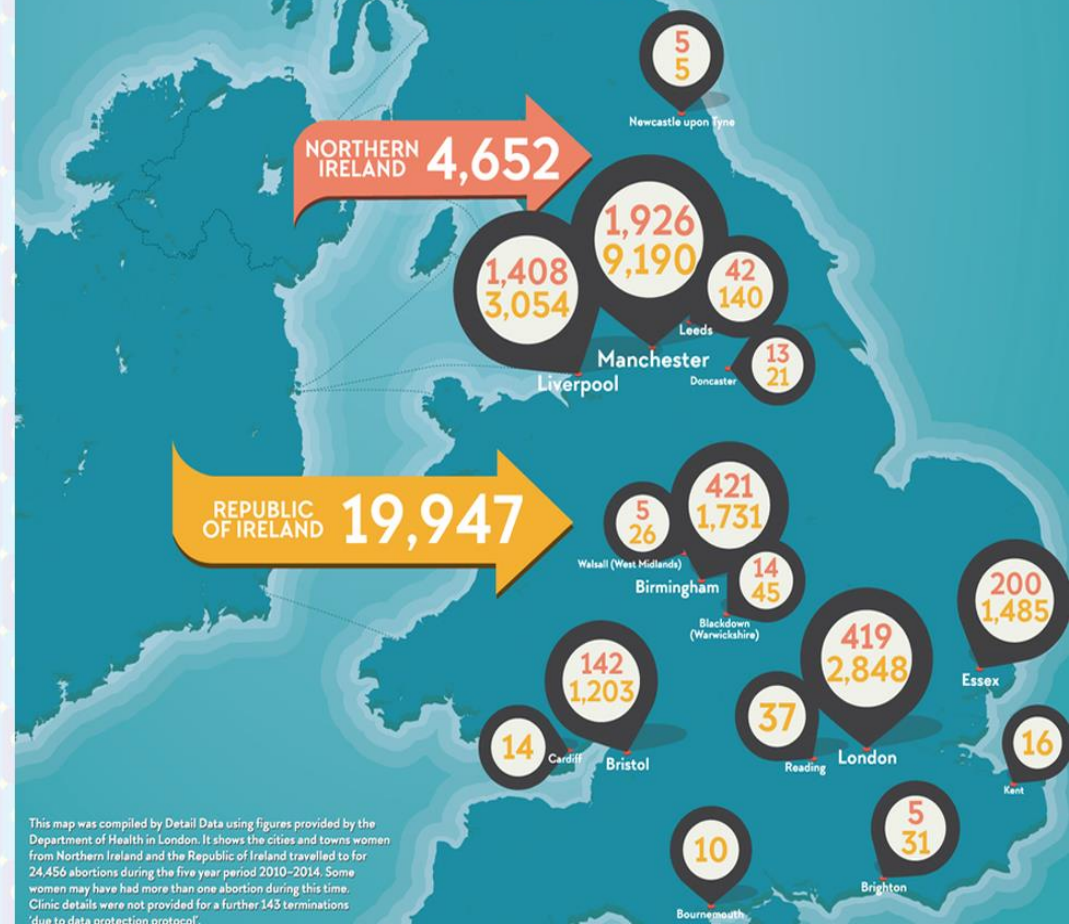 5
5
Newcastle upon Tyne
NORTHERN
IRELAND
4,652
1,926
9,190
Manchester
1,408
3,054
Liverpool
42
140
Leeds
13
21
Doncaster
REPUBLIC
OF IRELAND
19,947
5
26
Walsall (West Midlands)
421
1,731
Birmingham
14
45
Blackdown
(Warwickshire)
200
1,485
Essex
419
2,848
London
142
1,203
Bristol
37
Reading
14
Cardiff
16
Kent
5
31
Brighton
10
Bournemouth
This map was compiled by Detail Data using figures provided by the
Department of Health in London. It shows the cities and towns women
from Northern Ireland and the Republic of Ireland travelled to for
24,456 abortions during the five year period 2010–2014. Some
women may have had more than one abortion during this time.
Clinic details were not provided for a further 143 terminations
'due to data protection protocol'.